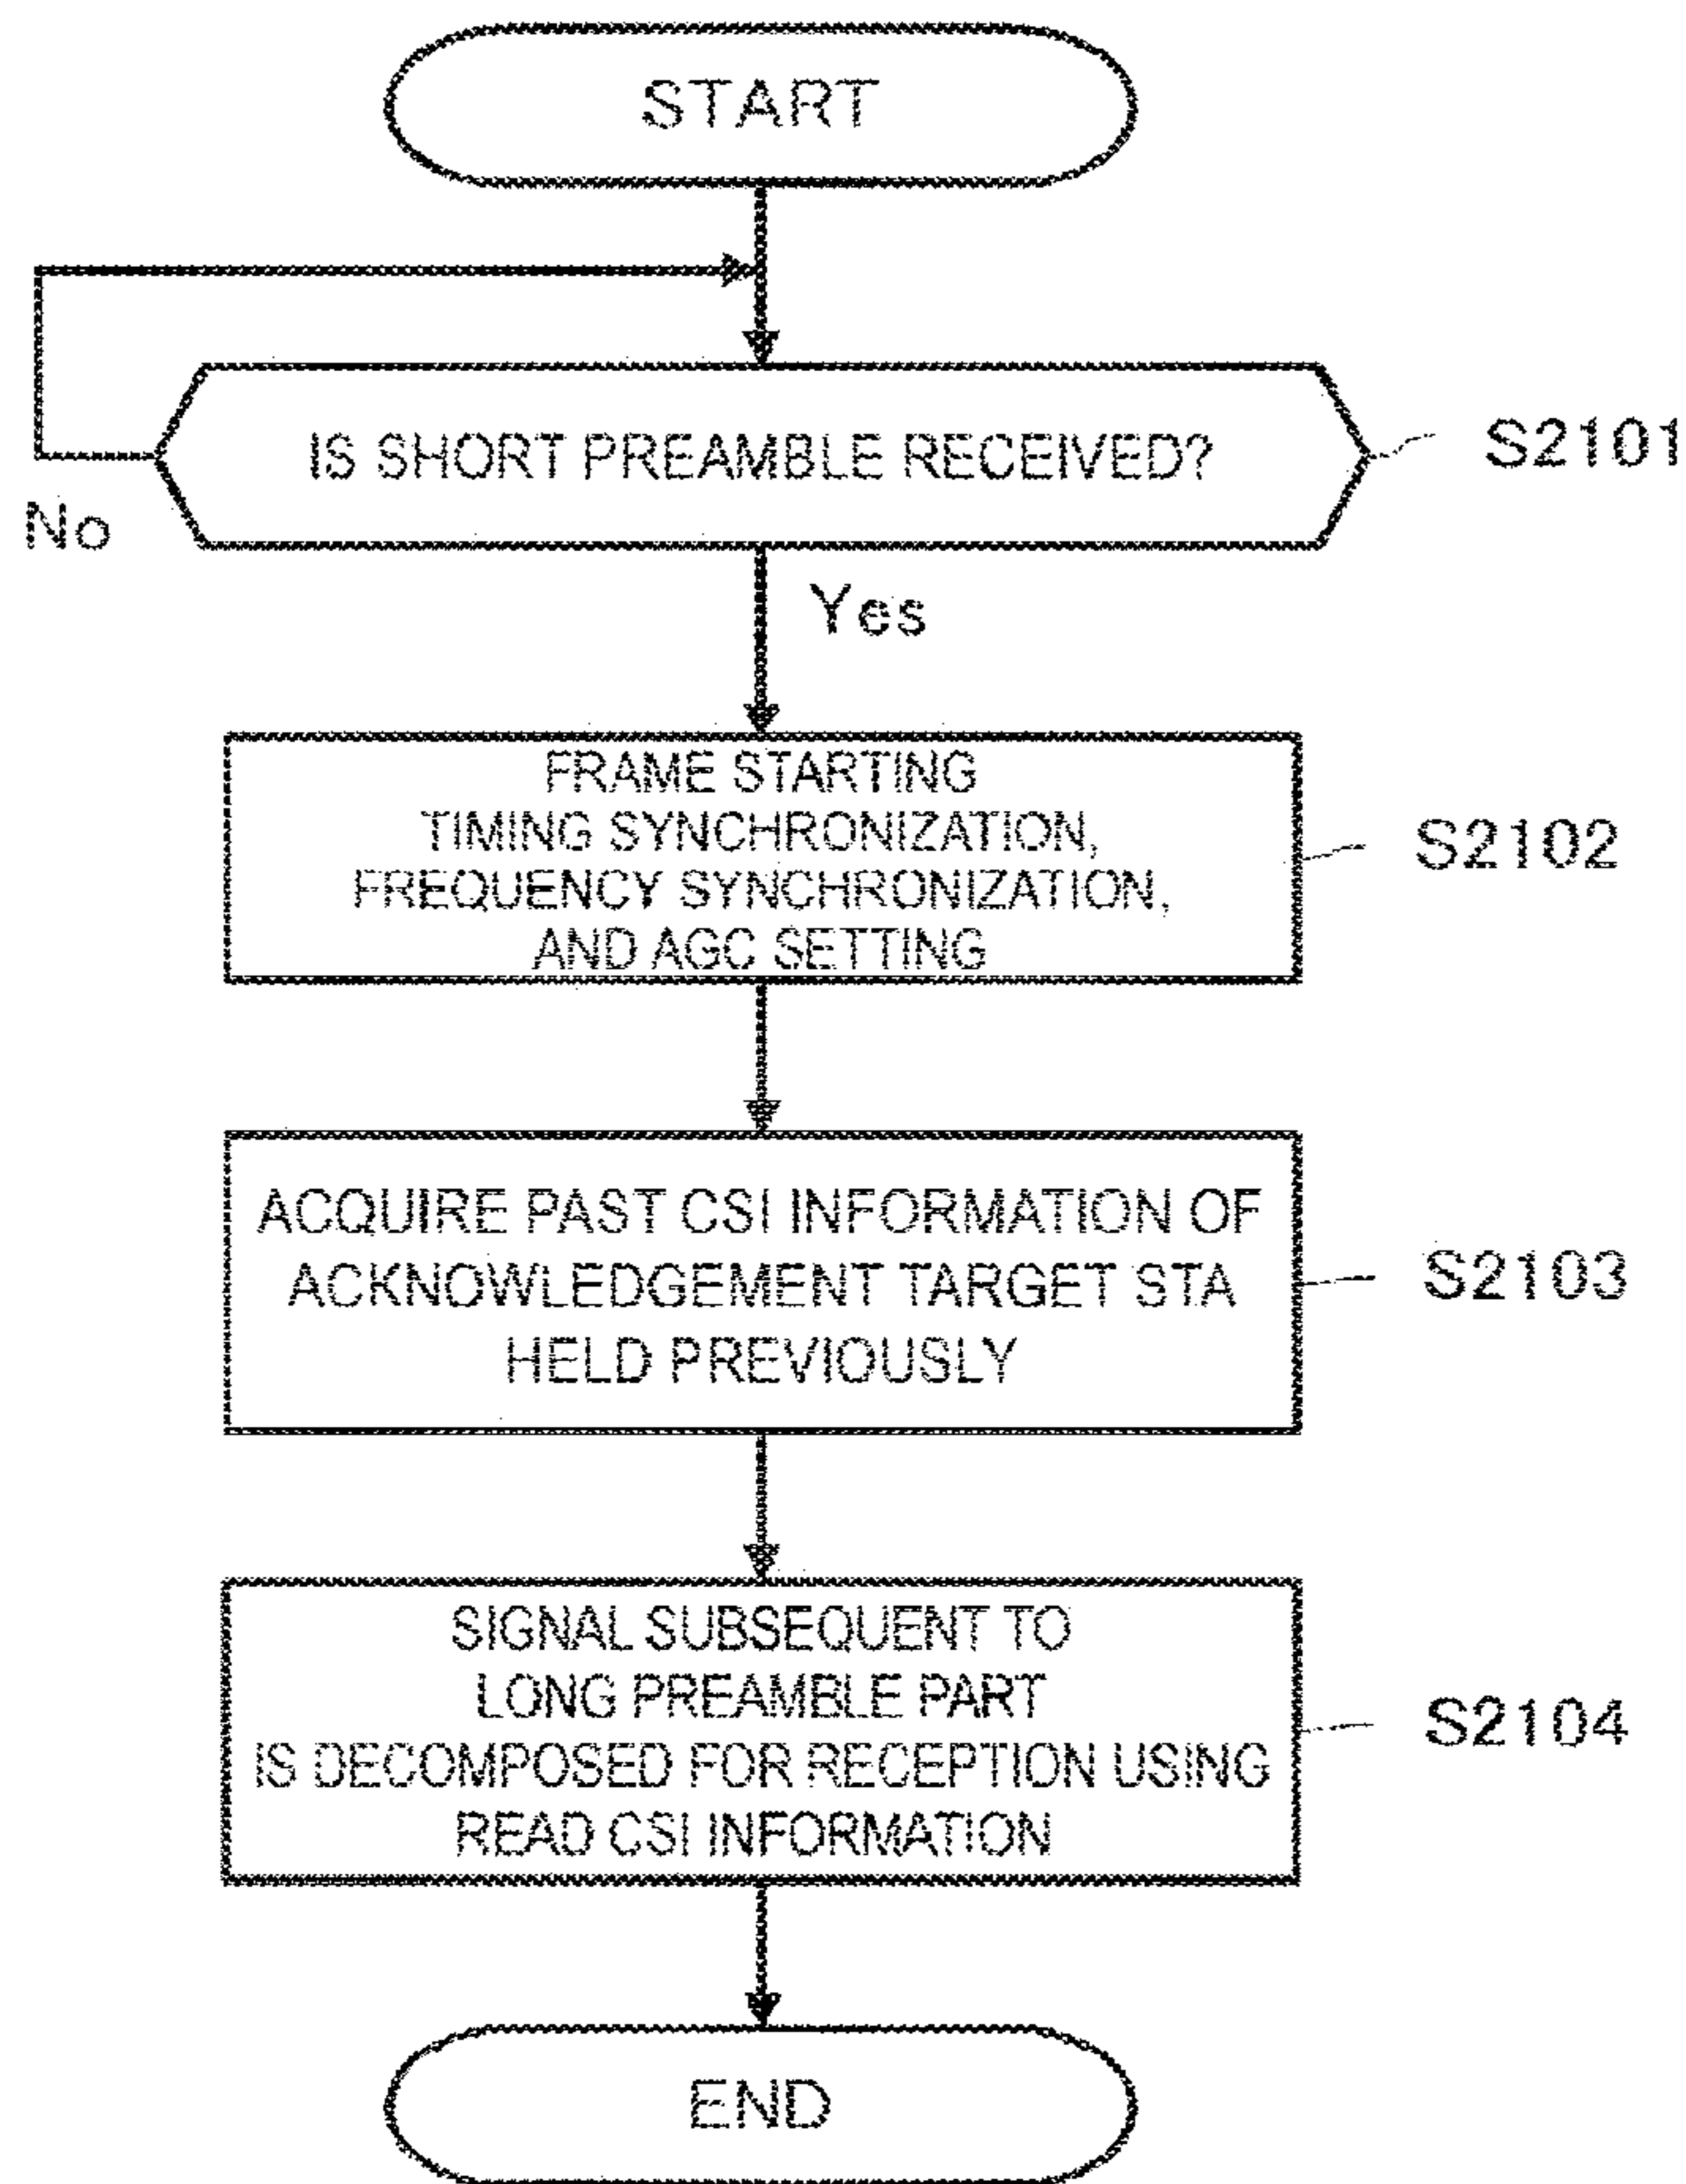 START
IS SHORT PREAMBLE RECEIVED?
S2101
No
Yes
FRAME STARTING
TIMING SYNCHRONIZATION,
FREQUENCY SYNCHRONIZATION,
AND AGC SETTING
S2102
ACQUIRE PAST CSI INFORMATION OF
ACKNOWLEDGEMENT TARGET STA
HELD PREVIOUSLY
S2103
SIGNAL SUBSEQUENT TO
LONG PREAMBLE PART
IS DECOMPOSED FOR RECEPTION USING
READ CSI INFORMATION
S2104
END